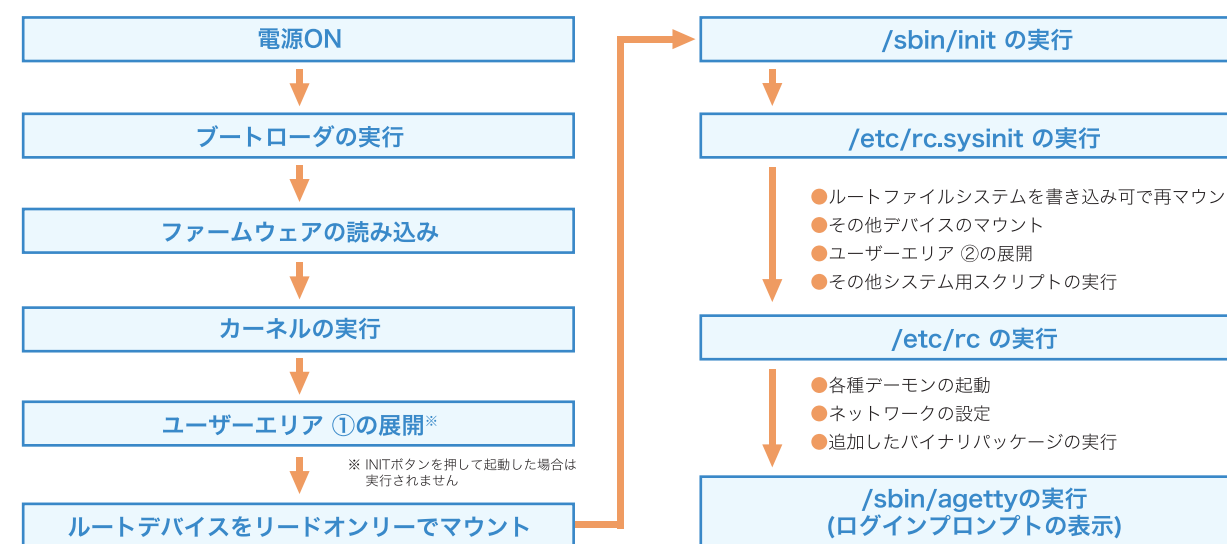 電源ON
ブートローダの実行
ファームウェアの読み込み
カーネルの実行
ユーザーエリア ①の展開※
※ INITボタンを押して起動した場合は
実行されません
ルートデバイスをリードオンリーでマウント
/sbin/init の実行
/etc/rc.sysinit の実行
●ルートファイルシステムを書き込み可で再マウン
●その他デバイスのマウント
●ユーザーエリア ②の展開
●その他システム用スクリプトの実行
/etc/rc の実行
●各種デーモンの起動
●ネットワークの設定
●追加したバイナリパッケージの実行
/sbin/agettyの実行
(ログインプロンプトの表示)